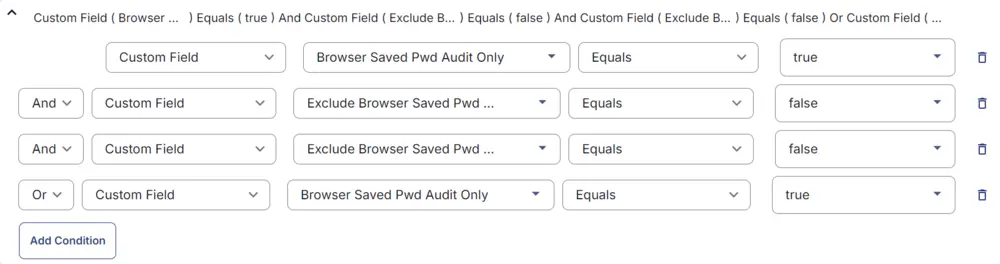 Custom Field ( Browser ... ) Equals ( true ) And Custom Field ( Exclude B... ) Equals ( false ) And Custom Field ( Exclude B... ) Equals ( false ) Or Custom Field ( ...
Custom Field Browser Saved Pwd Audit Only Equals true
And Custom Field Exclude Browser Saved Pwd ... Equals false
And Custom Field Exclude Browser Saved Pwd ... Equals false
Or Custom Field Browser Saved Pwd Audit Only Equals true
Add Condition